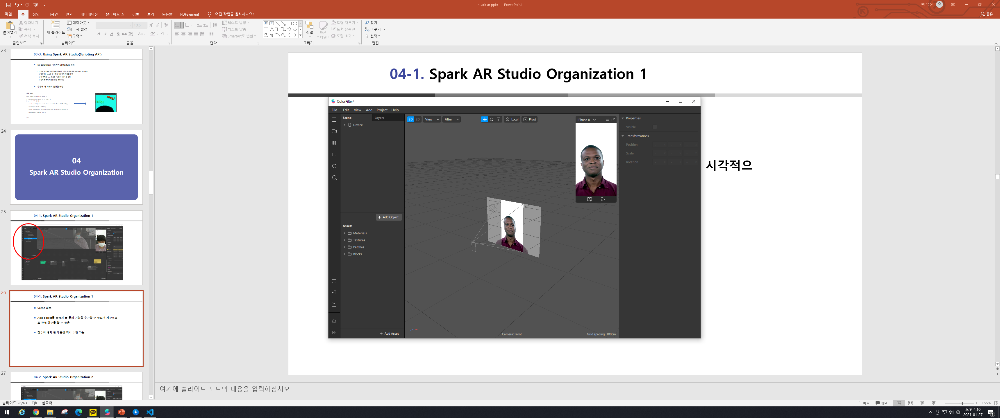 spark ar.pptx - PowerPoint
백 유진
파일 홈 삽입 디자인 전환 애니메이션 슬라이드 쇼 검토 보기 도움말 PDFelement 어떤 작업을 원하시나요? 공유
붙여넣기
잘라내기
복사
서식 복사
클립보드
새 슬라이드
레이아웃
다시 설정
구역
슬라이드
10.5
글꼴
텍스트 방향
텍스트 맞춤
SmartArt로 변환
단락
정렬
빠른 스타일
도형 채우기
도형 윤곽선
도형 효과
그리기
찾기
바꾸기
선택
편집
23
03-3. Using Spark AR Studio(Scripting API)
Ex) Scripting을 이용하여 3D texture 생성
추후에 더 자세히 설명할 예정
24
04
Spark AR Studio Organization
25
04-1. Spark AR Studio Organization 1
26
04-1. Spark AR Studio Organization 1
Scene 파트
Add object를 통해서 큰 틀의 기능을 추가할 수 있으며 시각적으
로 전체 함수를 볼 수 있음
함수의 배치 및 계층성 역시 수정 가능
27
04-2. Spark AR Studio Organization 2
04-1. Spark AR Studio Organization 1
시각적으
ColorFilter*
File Edit View Add Project Help
Scene Layers
Device
Add Object
Assets
Materials
Textures
Patches
Blocks
Add Asset
3D 2D View Filter Local Pivot
iPhone 8
Camera: Front
Grid spacing: 100cm
Properties
Visible
Transformations
Position
Scale
Rotation
여기에 슬라이드 노트의 내용을 입력하십시오
슬라이드 26/63 한국어
메모 메모 155%
오후 4:10
2021-01-27